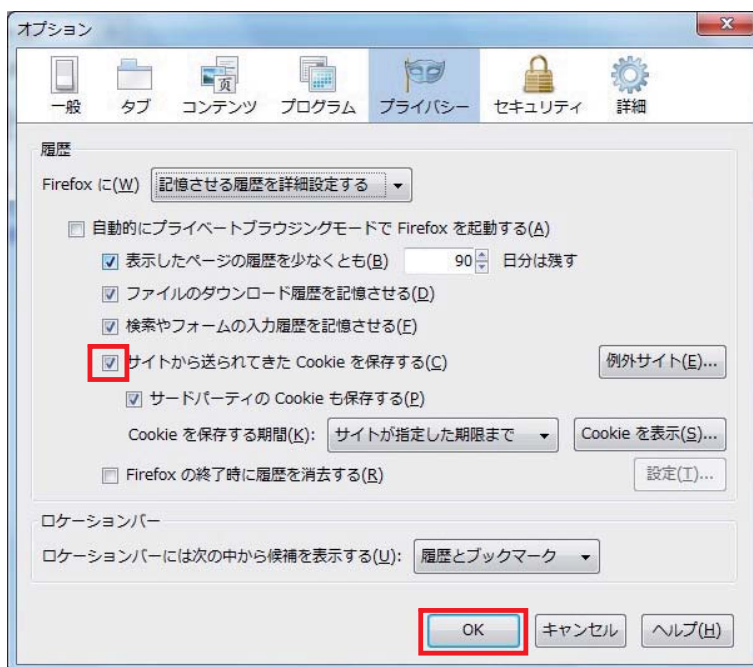 オプション
一般 タブ コンテンツ プログラム プライバシー セキュリティ 詳細
履歴
Firefox に(W) 記憶させる履歴を詳細設定する
自動的にプライベートブラウジングモードで Firefox を起動する(A)
表示したページの履歴を少なくとも(B) 90 日分は残す
ファイルのダウンロード履歴を記憶させる(D)
検索やフォームの入力履歴を記憶させる(F)
サイトから送られてきた Cookie を保存する(C) 例外サイト(E)...
サードパーティの Cookie も保存する(P)
Cookie を保存する期間(K): サイトが指定した期限まで Cookie を表示(S)...
Firefox の終了時に履歴を消去する(R) 設定(T)...
ロケーションバー
ロケーションバーには次の中から候補を表示する(U): 履歴とブックマーク
OK キャンセル ヘルプ(H)